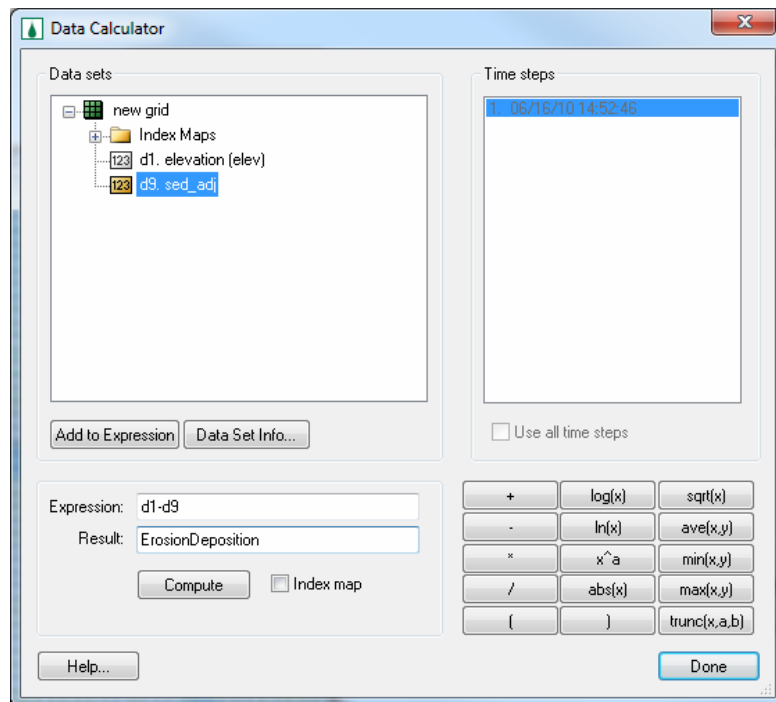 Data Calculator
Data sets
new grid
Index Maps
123 d1. elevation (elev)
123 d9. sed_adj
Add to Expression Data Set Info...
Time steps
1. 06/16/10 14:52:46
Use all time steps
Expression: d1-d9
Result: ErosionDeposition
Compute Index map
+ log(x) sqrt(x)
- ln(x) ave(x,y)
* x^a min(x,y)
/ abs(x) max(x,y)
( ) trunc(x,a,b)
Help... Done